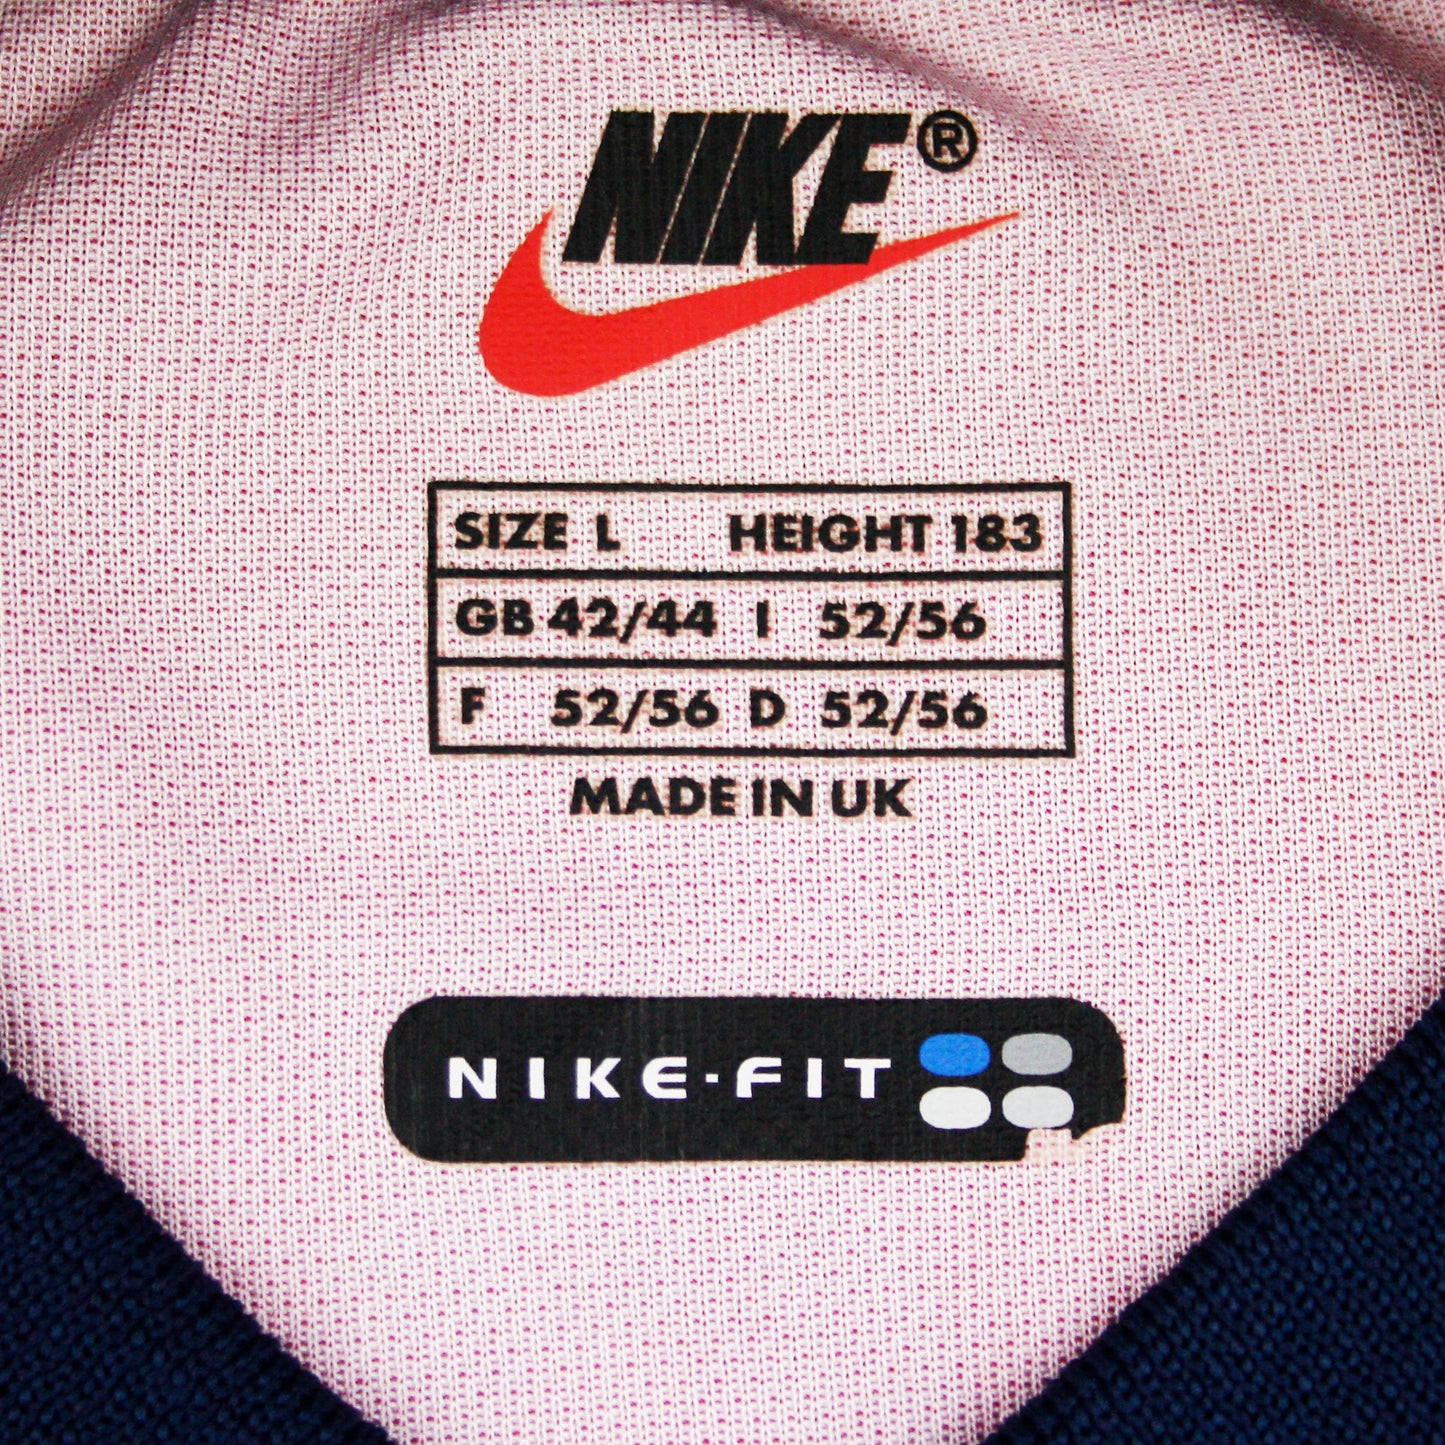 NIKE®
SIZE L HEIGHT 183
GB 42/44 I 52/56
F 52/56 D 52/56
MADE IN UK
NIKE·FIT